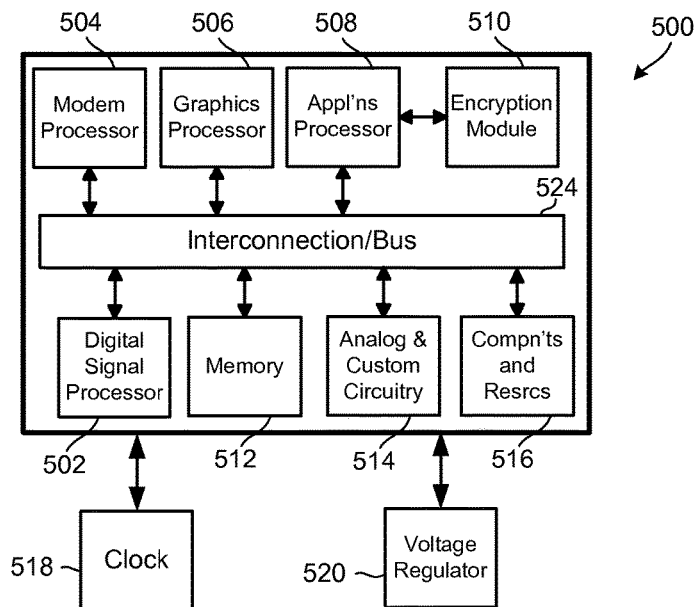 504
506
508
510
500
Modem
Processor
Graphics
Processor
Appl'ns
Processor
Encryption
Module
524
Interconnection/Bus
Digital
Signal
Processor
Memory
Analog &
Custom
Circuitry
Compn'ts
and
Resrcs
502
512
514
516
518
Clock
520
Voltage
Regulator